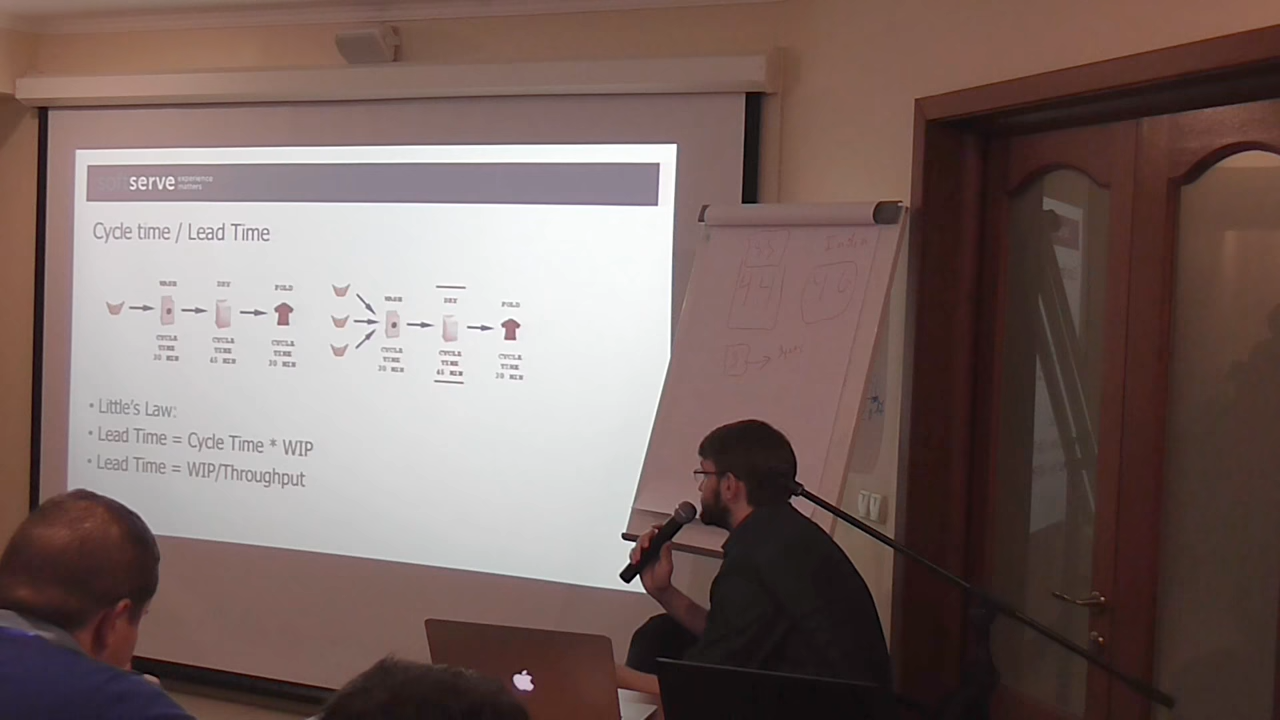 softserve experience matters
Cycle time / Lead Time
WASH DRY FOLD WASH DRY FOLD
CYCLE TIME 30 MIN
CYCLE TIME 45 MIN
CYCLE TIME 30 MIN
CYCLE TIME 30 MIN
CYCLE TIME 45 MIN
CYCLE TIME 30 MIN
• Little's Law:
• Lead Time = Cycle Time * WIP
• Lead Time = WIP/Throughput